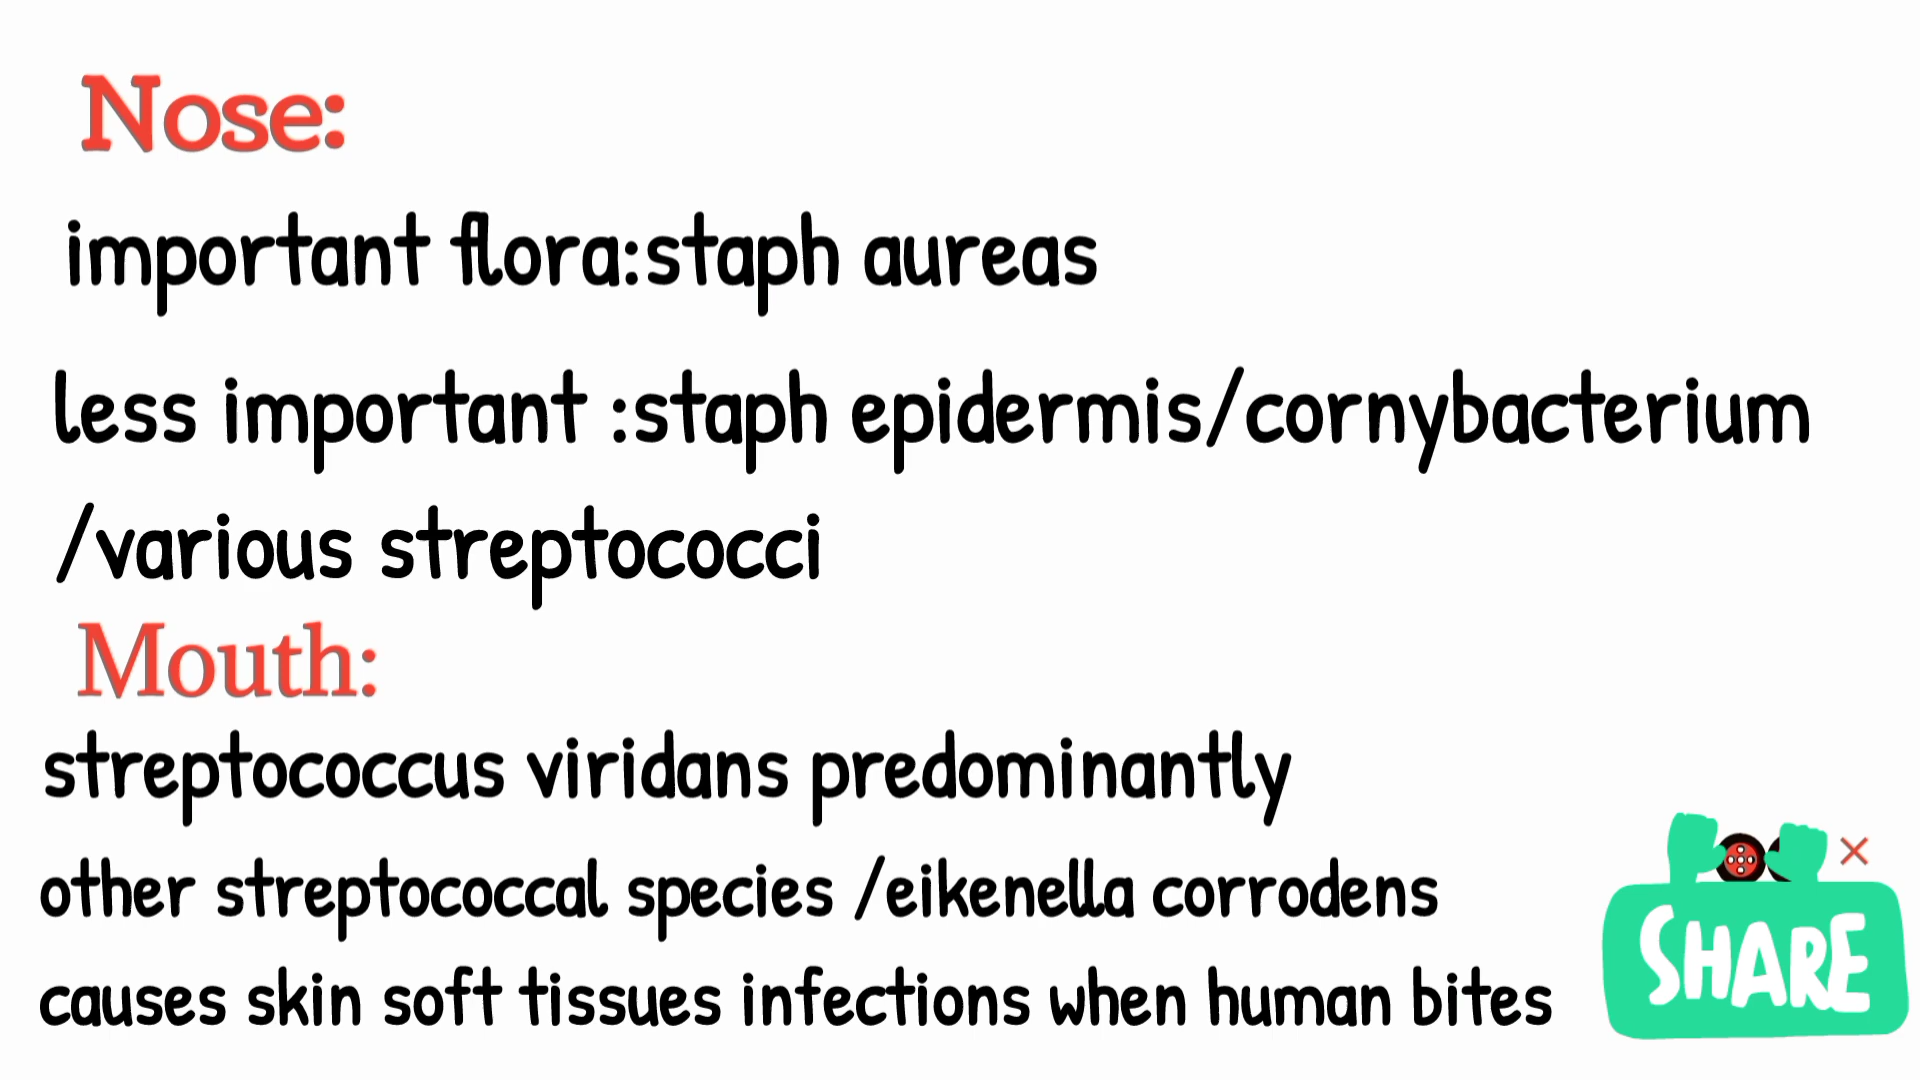 Nose:
important flora:staph aureas
less important :staph epidermis/cornybacterium
/various streptococci
Mouth:
streptococcus viridans predominantly
other streptococcal species /eikenella corrodens
causes skin soft tissues infections when human bites
SHARE